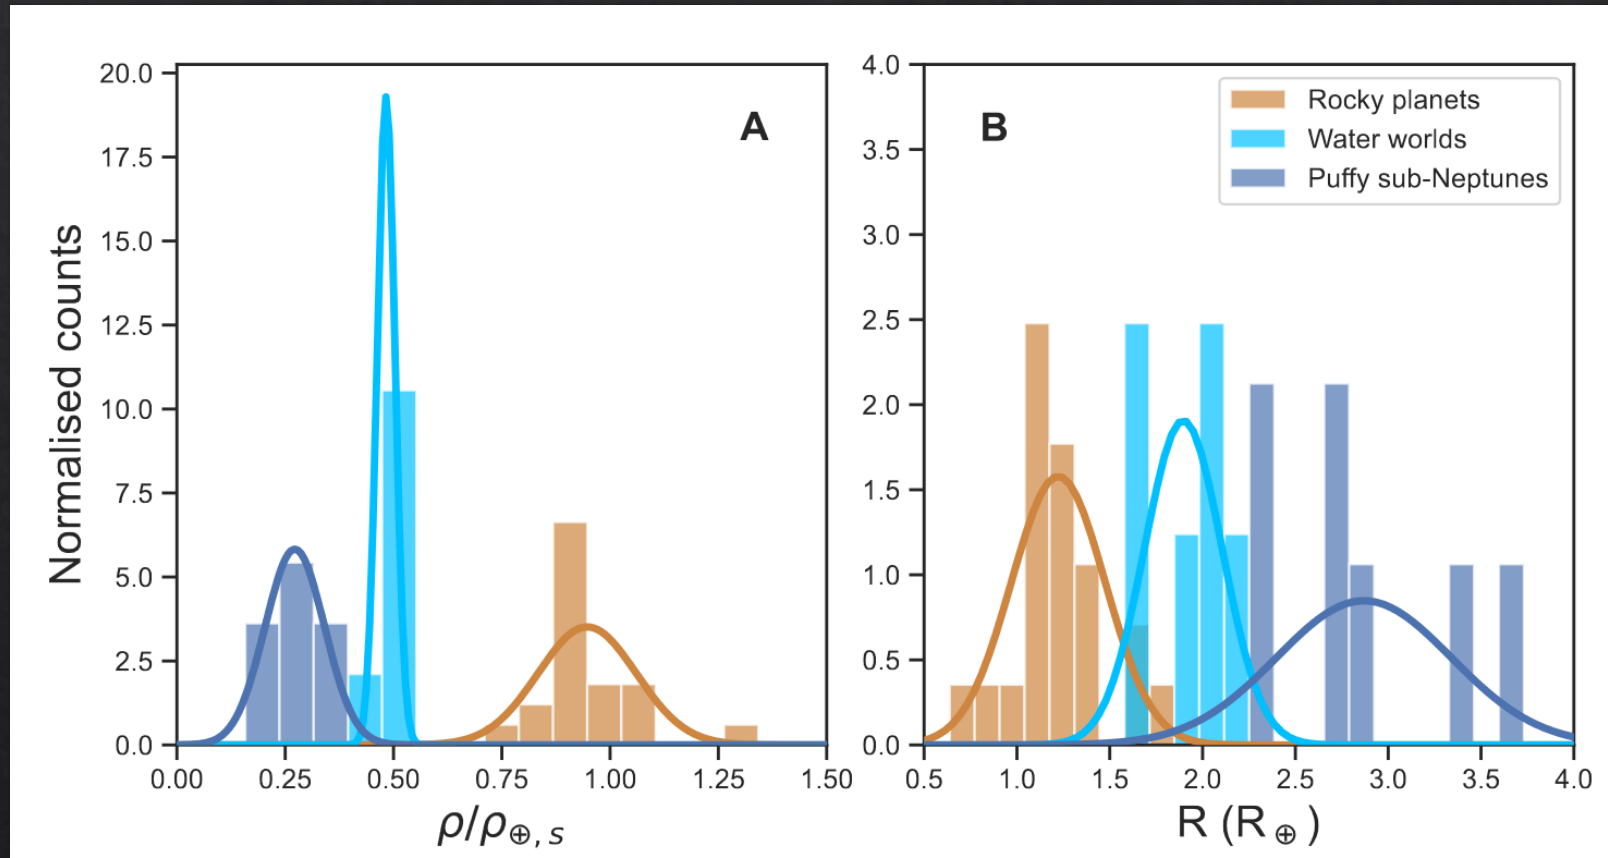 Normalised counts
20.0
17.5
15.0
12.5
10.0
7.5
5.0
2.5
0.0
0.00 0.25 0.50 0.75 1.00 1.25 1.50
ρ/ρ⊕,s
A
4.0
3.5
3.0
2.5
2.0
1.5
1.0
0.5
0.0
0.5 1.0 1.5 2.0 2.5 3.0 3.5 4.0
R (R⊕)
B
Rocky planets
Water worlds
Puffy sub-Neptunes